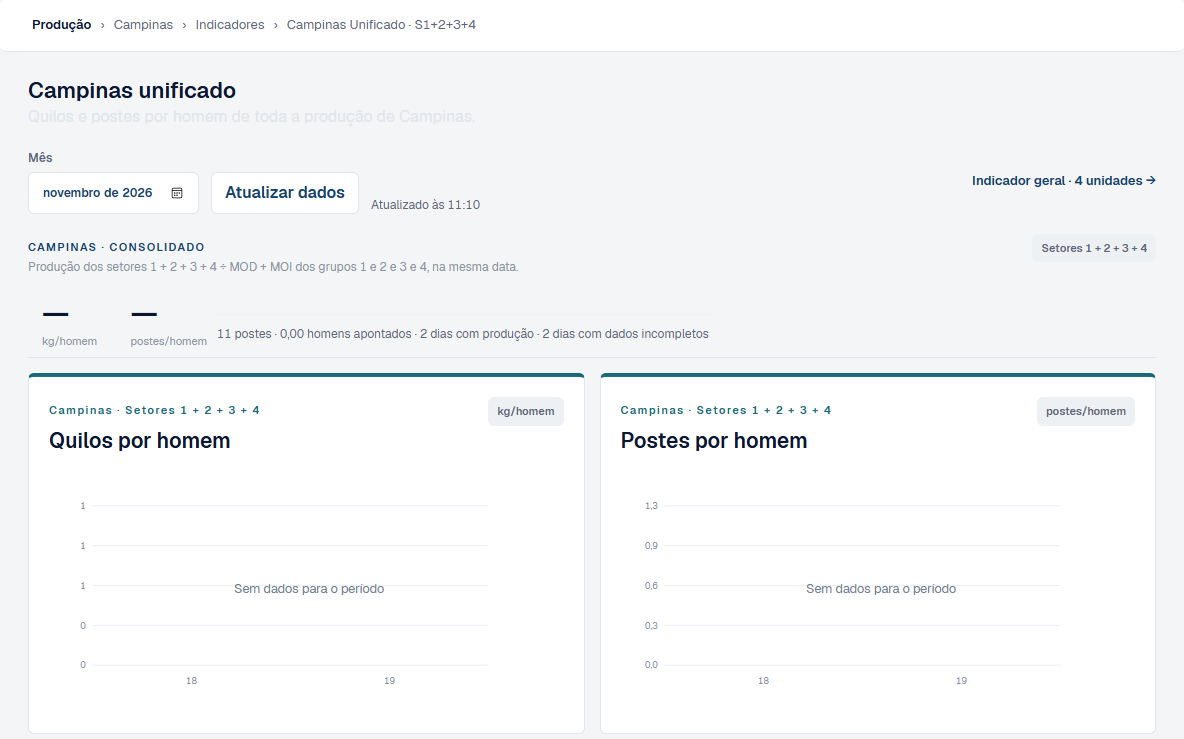 Produção › Campinas › Indicadores › Campinas Unificado · S1+2+3+4
Campinas unificado
Quilos e postes por homem de toda a produção de Campinas.
Mês
novembro de 2026
Atualizar dados
Atualizado às 11:10
Indicador geral · 4 unidades →
CAMPINAS · CONSOLIDADO
Setores 1 + 2 + 3 + 4
Produção dos setores 1 + 2 + 3 + 4 ÷ MOD + MOI dos grupos 1 e 2 e 3 e 4, na mesma data.
—
kg/homem
—
postes/homem
11 postes · 0,00 homens apontados · 2 dias com produção · 2 dias com dados incompletos
Campinas · Setores 1 + 2 + 3 + 4
kg/homem
Quilos por homem
1
1
1
0
0
Sem dados para o período
18
19
Campinas · Setores 1 + 2 + 3 + 4
postes/homem
Postes por homem
1,3
0,9
0,6
0,3
0,0
Sem dados para o período
18
19